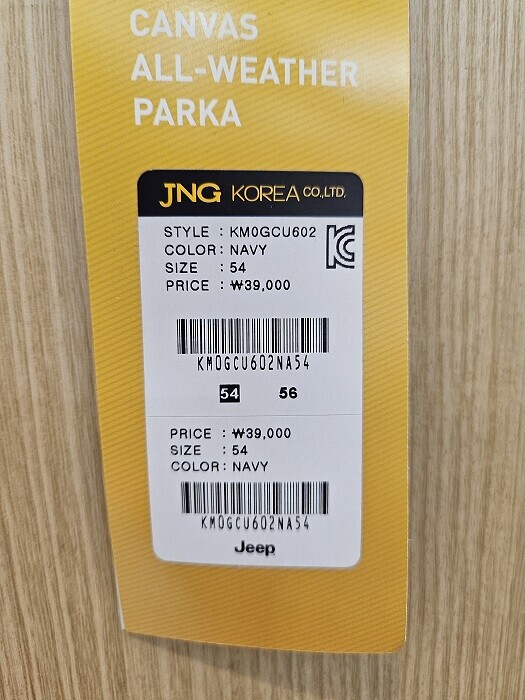 CANVAS
ALL-WEATHER
PARKA
JNG KOREA CO.,LTD.
STYLE : KM0GCU602
COLOR : NAVY
SIZE : 54
PRICE : ₩39,000
KM0GCU602NA54
54 56
PRICE : ₩39,000
SIZE : 54
COLOR : NAVY
KM0GCU602NA54
Jeep